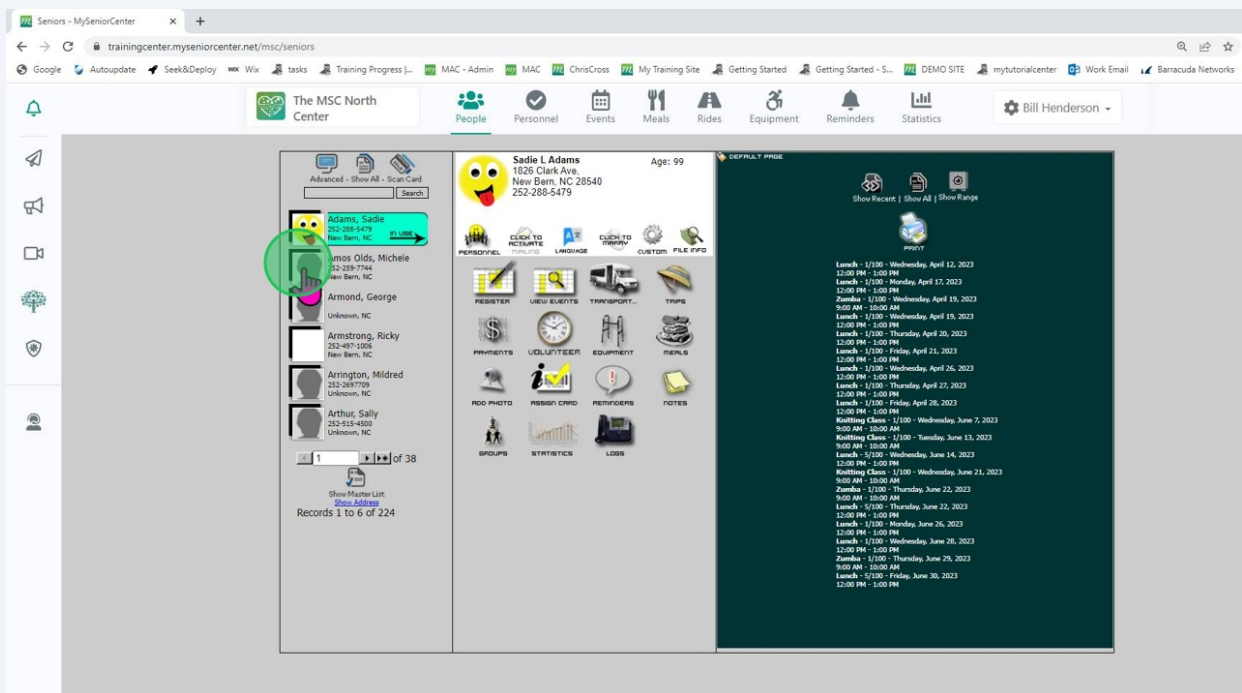 Seniors - MySeniorCenter
trainingcenter.myseniorcenter.net/msc/seniors
Google Autoupdate Seek&Deploy Wix tasks Training Progress |... MAC - Admin MAC ChrisCross My Training Site Getting Started Getting Started - S... DEMO SITE mytutorialcenter Work Email Barracuda Networks
The MSC North Center
People Personnel Events Meals Rides Equipment Reminders Statistics
Bill Henderson
Advanced - Show All - Scan Card
Search
Adams, Sadie
252-288-5479
New Bern, NC
IN USE
Amos Olds, Michele
252-259-7744
New Bern, NC
Armond, George
Unknown, NC
Armstrong, Ricky
252-497-1006
New Bern, NC
Arrington, Mildred
252-2697709
Unknown, NC
Arthur, Sally
252-515-4500
Unknown, NC
1 of 38
Show Master List
Show Address
Records 1 to 6 of 224
Sadie L Adams
Age: 99
1826 Clark Ave,
New Bern, NC 28540
252-288-5479
PERSONNEL CLICK TO ACTIVATE MAILING LANGUAGE CLICK TO MARRY CUSTOM FILE INFO
REGISTER VIEW EVENTS TRANSPORT... TRIPS
PAYMENTS VOLUNTEER EQUIPMENT MEALS
ADD PHOTO ASSIGN CARD REMINDERS NOTES
GROUPS STATISTICS LOGS
DEFAULT PAGE
Show Recent | Show All | Show Range
PRINT
Lunch - 1/100 - Wednesday, April 12, 2023
12:00 PM - 1:00 PM
Lunch - 1/100 - Monday, April 17, 2023
12:00 PM - 1:00 PM
Zumba - 1/100 - Wednesday, April 19, 2023
9:00 AM - 10:00 AM
Lunch - 1/100 - Wednesday, April 19, 2023
12:00 PM - 1:00 PM
Lunch - 1/100 - Thursday, April 20, 2023
12:00 PM - 1:00 PM
Lunch - 1/100 - Friday, April 21, 2023
12:00 PM - 1:00 PM
Lunch - 1/100 - Wednesday, April 26, 2023
12:00 PM - 1:00 PM
Lunch - 1/100 - Thursday, April 27, 2023
12:00 PM - 1:00 PM
Lunch - 1/100 - Friday, April 28, 2023
12:00 PM - 1:00 PM
Knitting Class - 1/100 - Wednesday, June 7, 2023
9:00 AM - 10:00 AM
Knitting Class - 1/100 - Tuesday, June 13, 2023
9:00 AM - 10:00 AM
Lunch - 5/100 - Wednesday, June 14, 2023
12:00 PM - 1:00 PM
Knitting Class - 1/100 - Wednesday, June 21, 2023
9:00 AM - 10:00 AM
Zumba - 1/100 - Thursday, June 22, 2023
9:00 AM - 10:00 AM
Lunch - 5/100 - Thursday, June 22, 2023
12:00 PM - 1:00 PM
Lunch - 1/100 - Monday, June 26, 2023
12:00 PM - 1:00 PM
Lunch - 1/100 - Wednesday, June 28, 2023
12:00 PM - 1:00 PM
Zumba - 1/100 - Thursday, June 29, 2023
9:00 AM - 10:00 AM
Lunch - 5/100 - Friday, June 30, 2023
12:00 PM - 1:00 PM